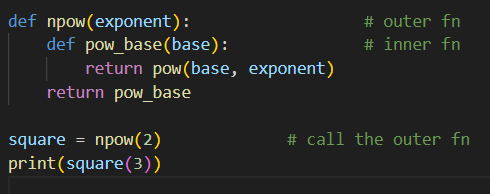 def npow(exponent):                 # outer fn
    def pow_base(base):             # inner fn
        return pow(base, exponent)
    return pow_base

square = npow(2)            # call the outer fn
print(square(3))